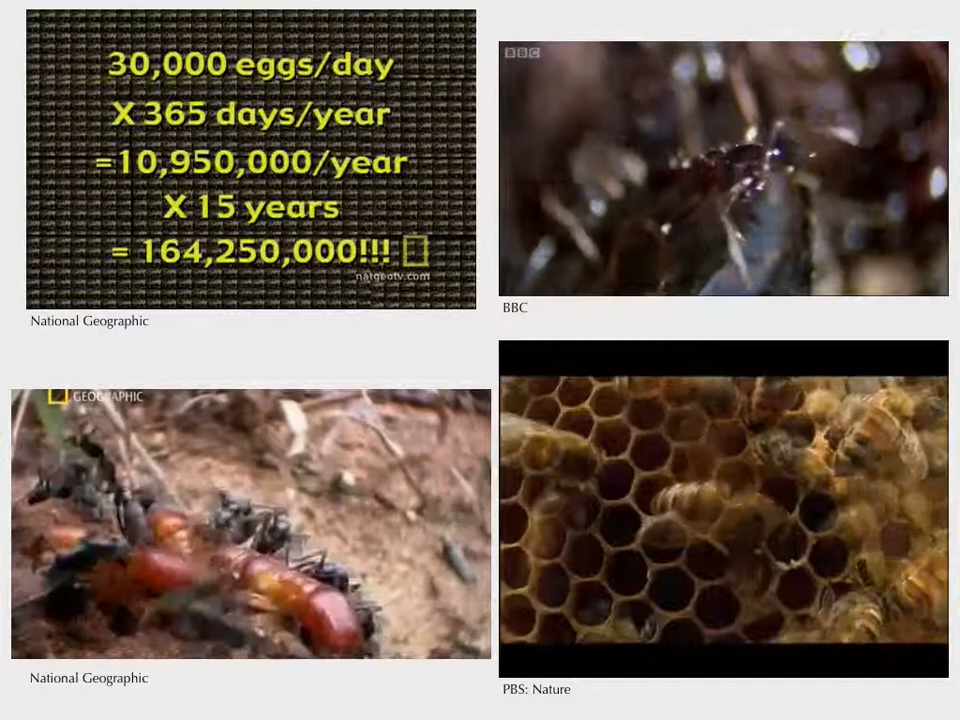 30,000 eggs/day
X 365 days/year
=10,950,000/year
X 15 years
= 164,250,000!!!
natgeotv.com
National Geographic
BBC
BBC
GEOGRAPHIC
National Geographic
PBS: Nature